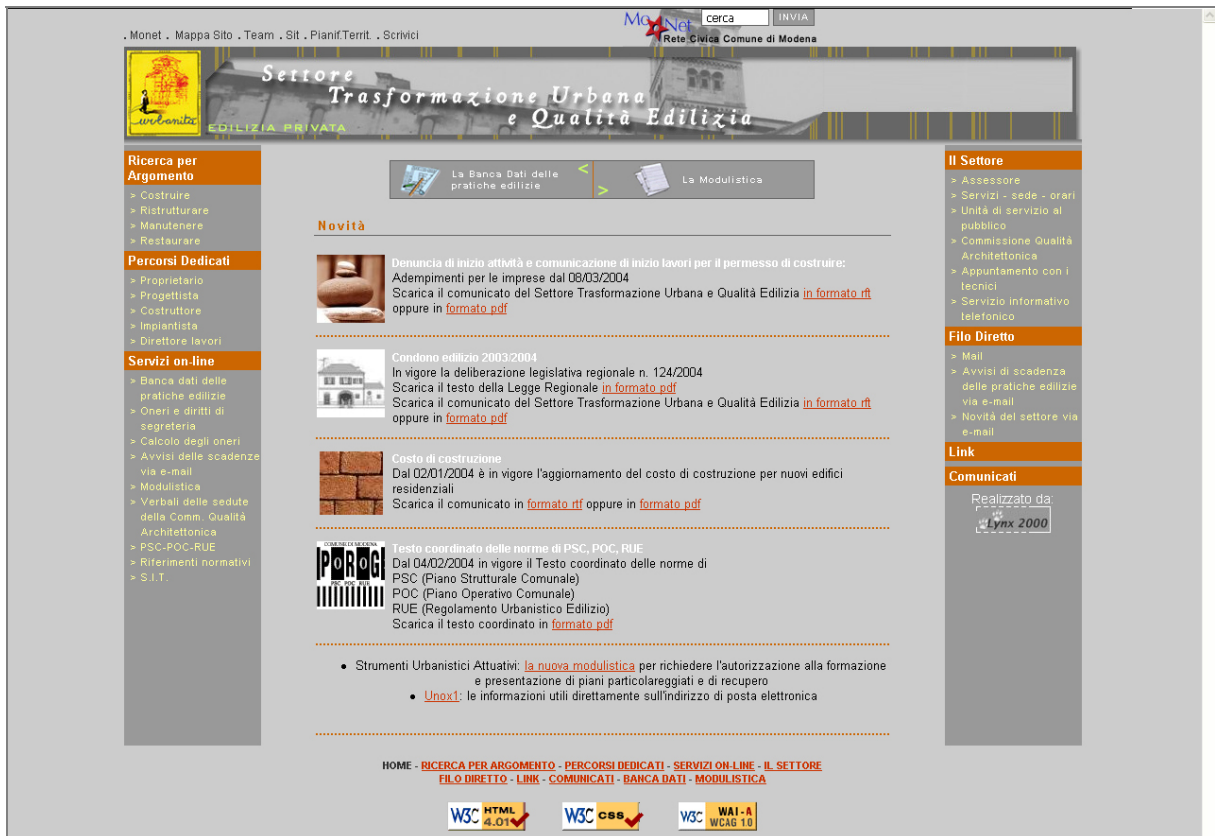 . Monet . Mappa Sito . Team . Sit . Pianif.Territ. . Scrivici
MoNet
cerca
INVIA
Rete Civica Comune di Modena
Settore
Trasformazione Urbana
e Qualità Edilizia
urbanita
EDILIZIA PRIVATA
Ricerca per
Argomento
> Costruire
> Ristrutturare
> Manutenere
> Restaurare
Percorsi Dedicati
> Proprietario
> Progettista
> Costruttore
> Impiantista
> Direttore lavori
Servizi on-line
> Banca dati delle
pratiche edilizie
> Oneri e diritti di
segreteria
> Calcolo degli oneri
> Avvisi delle scadenze
via e-mail
> Modulistica
> Verbali delle sedute
della Comm. Qualità
Architettonica
> PSC-POC-RUE
> Riferimenti normativi
> S.I.T.
La Banca Dati delle
pratiche edilizie
<
>
La Modulistica
Novità
Denuncia di inizio attività e comunicazione di inizio lavori per il permesso di costruire:
Adempimenti per le imprese dal 08/03/2004
Scarica il comunicato del Settore Trasformazione Urbana e Qualità Edilizia in formato rft
oppure in formato pdf
Condono edilizio 2003/2004
In vigore la deliberazione legislativa regionale n. 124/2004
Scarica il testo della Legge Regionale in formato pdf
Scarica il comunicato del Settore Trasformazione Urbana e Qualità Edilizia in formato rft
oppure in formato pdf
Costo di costruzione
Dal 02/01/2004 è in vigore l'aggiornamento del costo di costruzione per nuovi edifici
residenziali
Scarica il comunicato in formato rtf oppure in formato pdf
COMUNE DI MODENA
POROG
PSC POC RUE
Testo coordinato delle norme di PSC, POC, RUE
Dal 04/02/2004 in vigore il Testo coordinato delle norme di
PSC (Piano Strutturale Comunale)
POC (Piano Operativo Comunale)
RUE (Regolamento Urbanistico Edilizio)
Scarica il testo coordinato in formato pdf
• Strumenti Urbanistici Attuativi: la nuova modulistica per richiedere l'autorizzazione alla formazione
e presentazione di piani particolareggiati e di recupero
• Unox1: le informazioni utili direttamente sull'indirizzo di posta elettronica
Il Settore
> Assessore
> Servizi - sede - orari
> Unità di servizio al
pubblico
> Commissione Qualità
Architettonica
> Appuntamento con i
tecnici
> Servizio informativo
telefonico
Filo Diretto
> Mail
> Avvisi di scadenza
delle pratiche edilizie
via e-mail
> Novità del settore via
e-mail
Link
Comunicati
Realizzato da:
Lynx 2000
HOME - RICERCA PER ARGOMENTO - PERCORSI DEDICATI - SERVIZI ON-LINE - IL SETTORE
FILO DIRETTO - LINK - COMUNICATI - BANCA DATI - MODULISTICA
W3C HTML 4.01
W3C css
W3C WAI-A WCAG 1.0